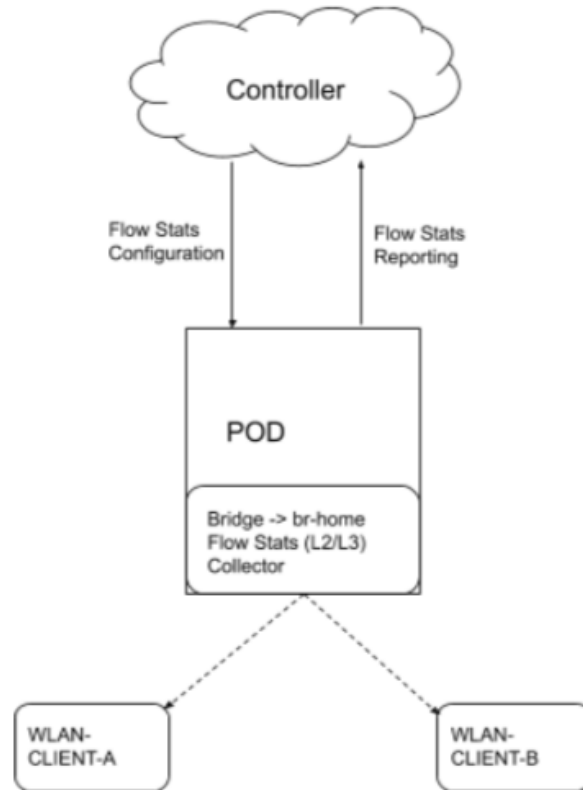 Controller
Flow Stats
Configuration
Flow Stats
Reporting
POD
Bridge -> br-home
Flow Stats (L2/L3)
Collector
WLAN-
CLIENT-A
WLAN-
CLIENT-B